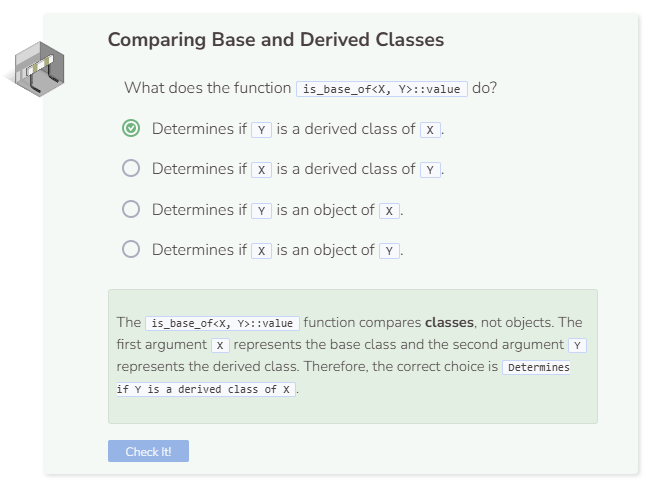 Comparing Base and Derived Classes
What does the function is_base_of<X, Y>::value do?
Determines if Y is a derived class of X.
Determines if X is a derived class of Y.
Determines if Y is an object of X.
Determines if X is an object of Y.
The is_base_of<X, Y>::value function compares classes, not objects. The
first argument X represents the base class and the second argument Y
represents the derived class. Therefore, the correct choice is Determines
if Y is a derived class of X.
Check It!